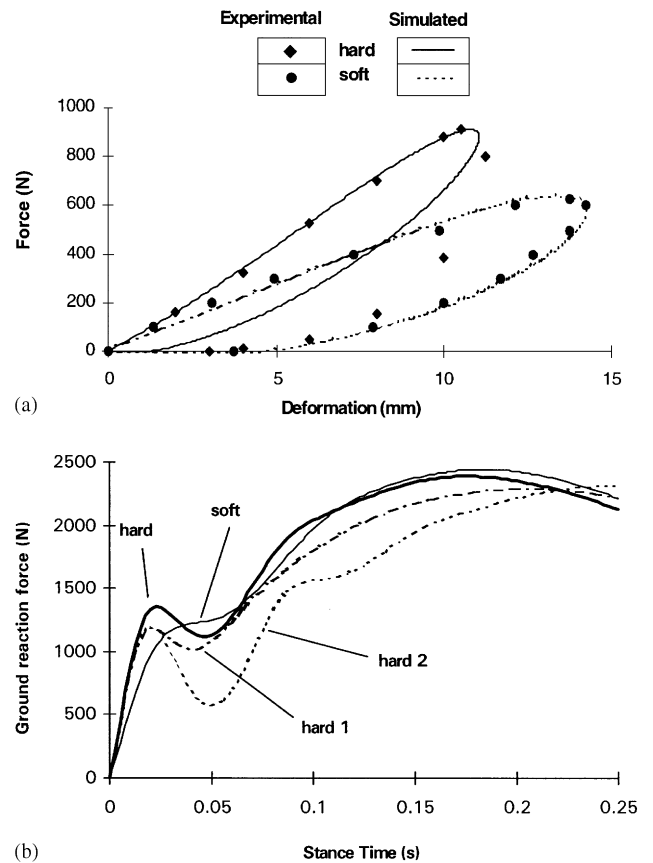 Experimental Simulated
hard
soft
1000
800
600
400
200
0
Force (N)
0 5 10 15
Deformation (mm)
(a)
2500
2000
1500
1000
500
0
Ground reaction force (N)
hard
soft
hard 2
hard 1
0 0.05 0.1 0.15 0.2 0.25
Stance Time (s)
(b)